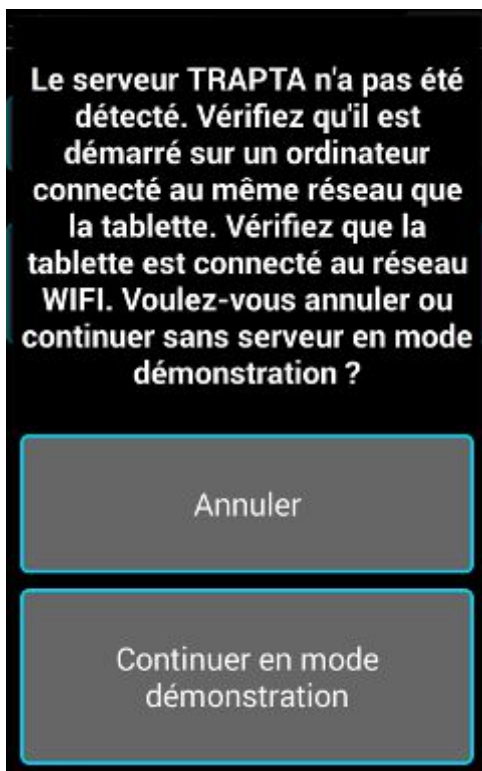 Le serveur TRAPTA n'a pas été
détecté. Vérifiez qu'il est
démarré sur un ordinateur
connecté au même réseau que
la tablette. Vérifiez que la
tablette est connecté au réseau
WIFI. Voulez-vous annuler ou
continuer sans serveur en mode
démonstration ?
Annuler
Continuer en mode
démonstration